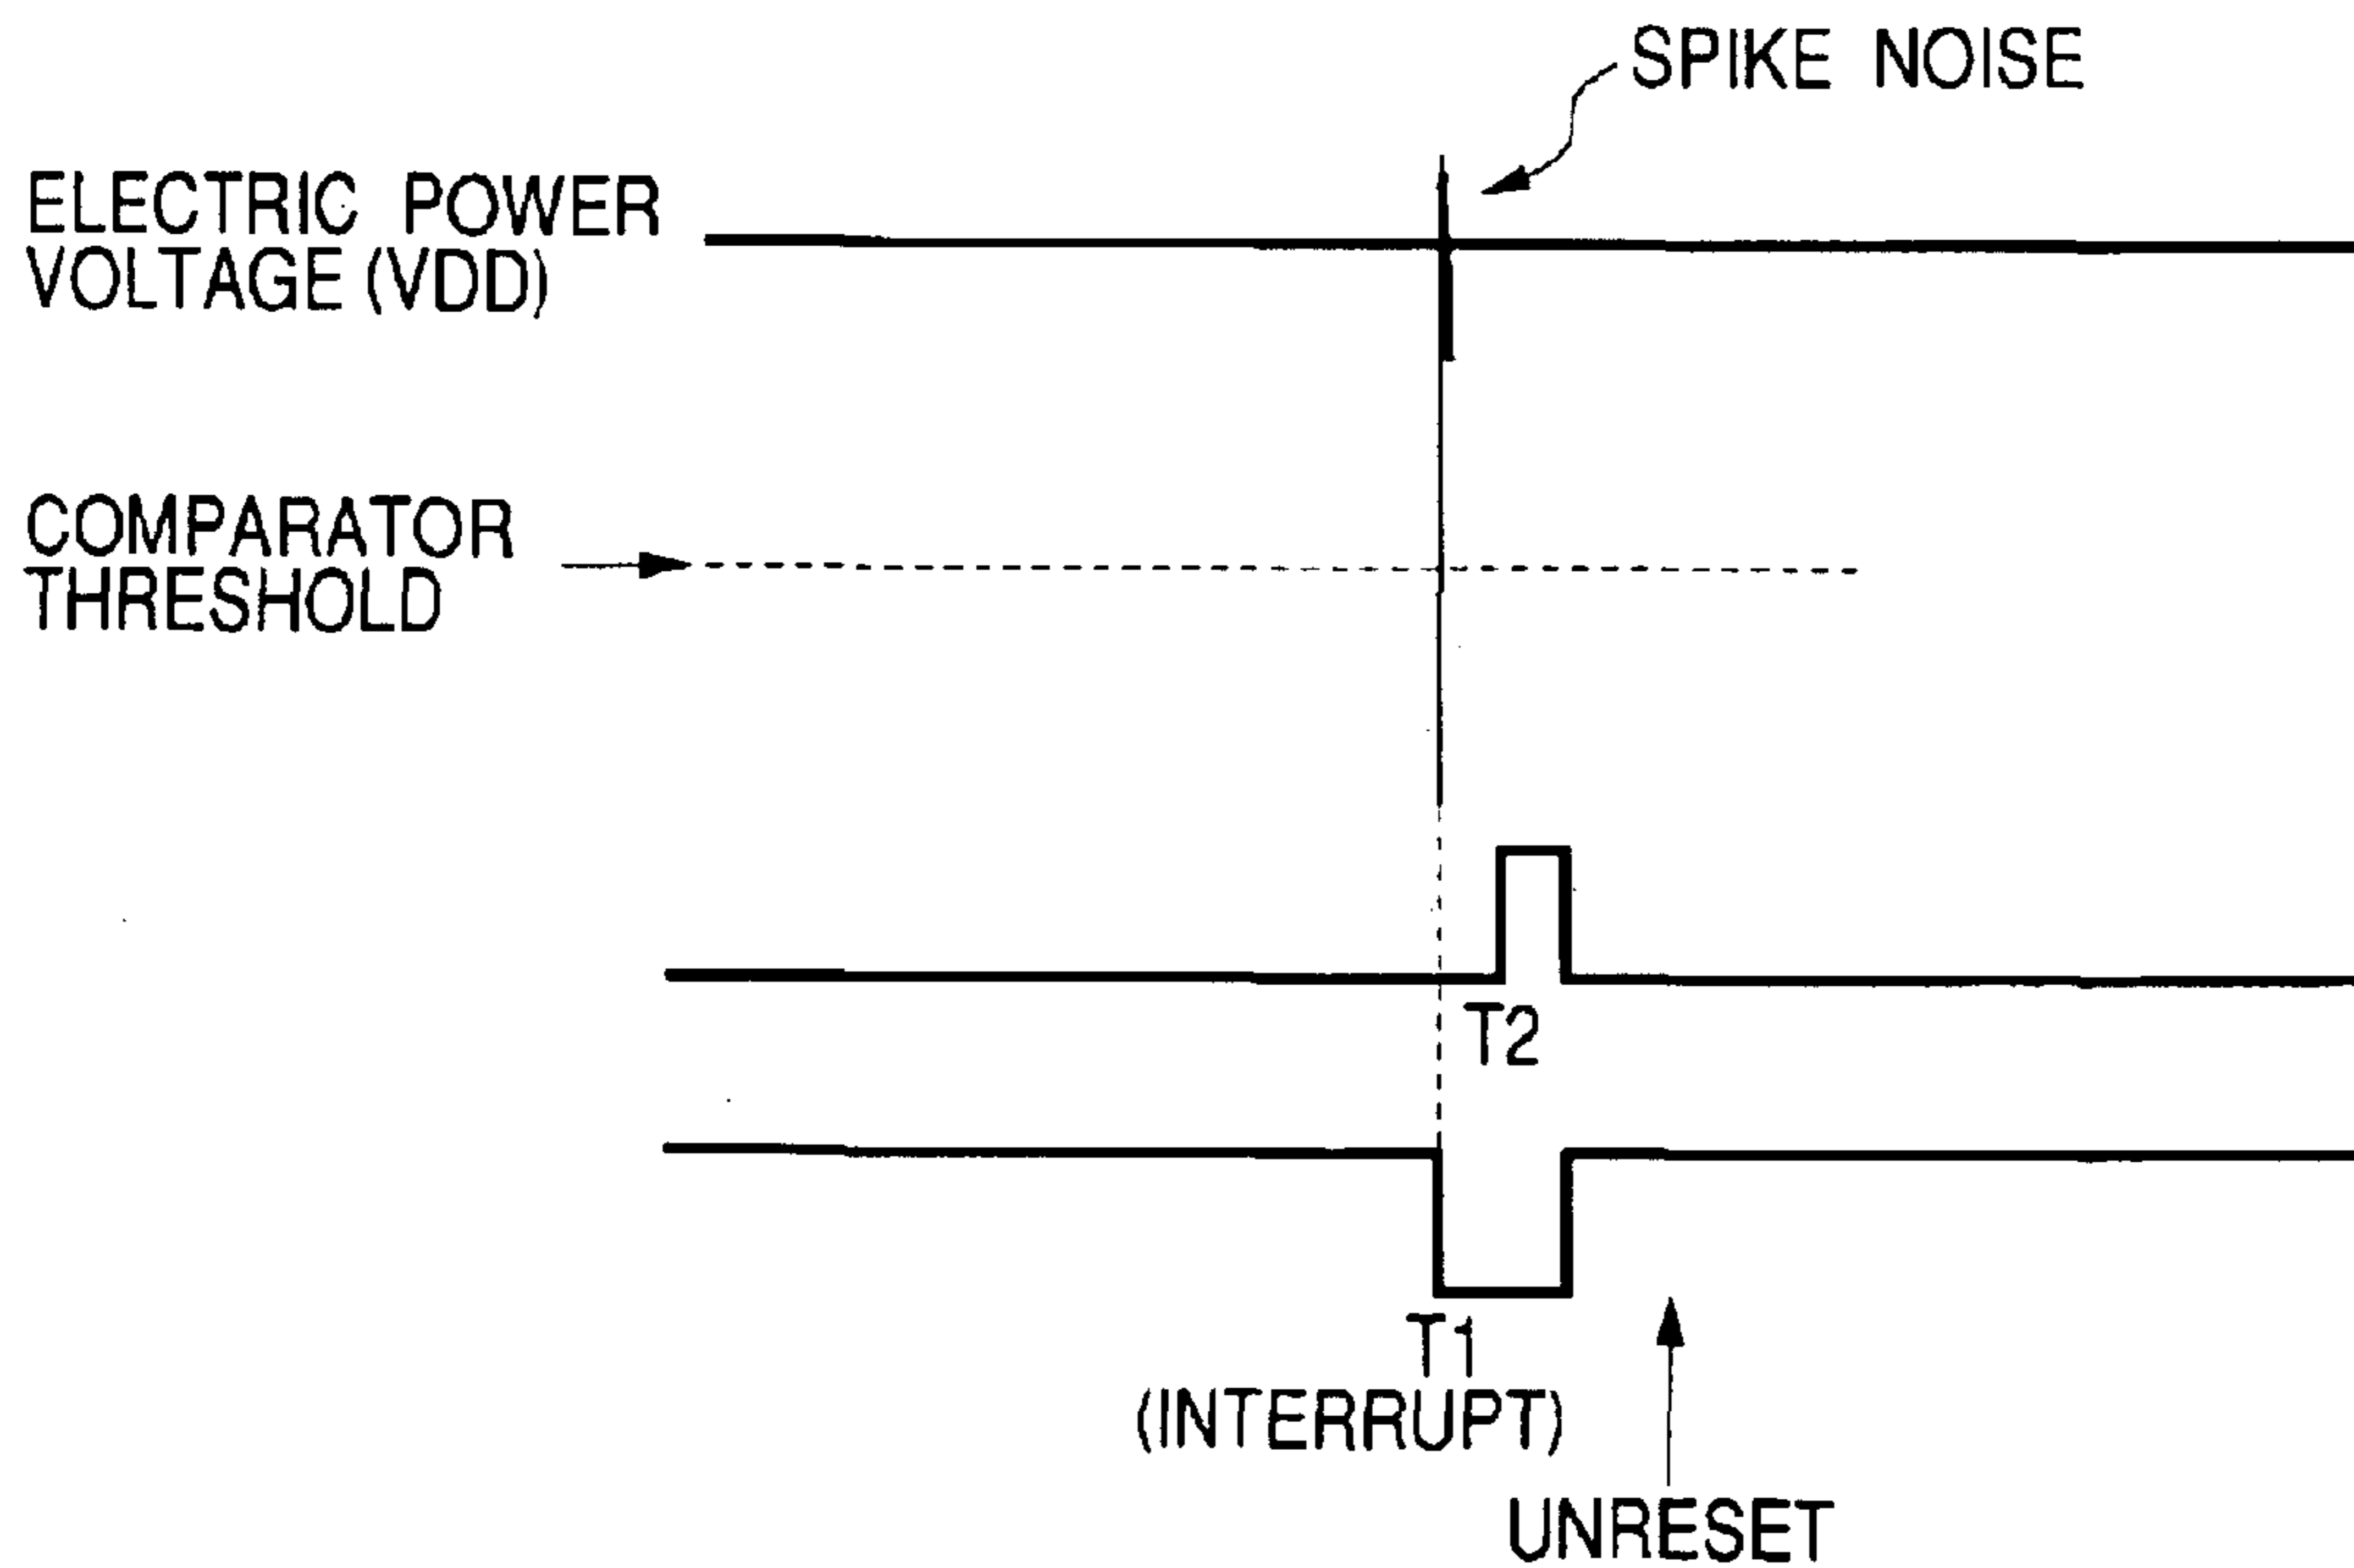 SPIKE NOISE
ELECTRIC POWER
VOLTAGE (VDD)
COMPARATOR
THRESHOLD
T2
T1
(INTERRUPT)
UNRESET